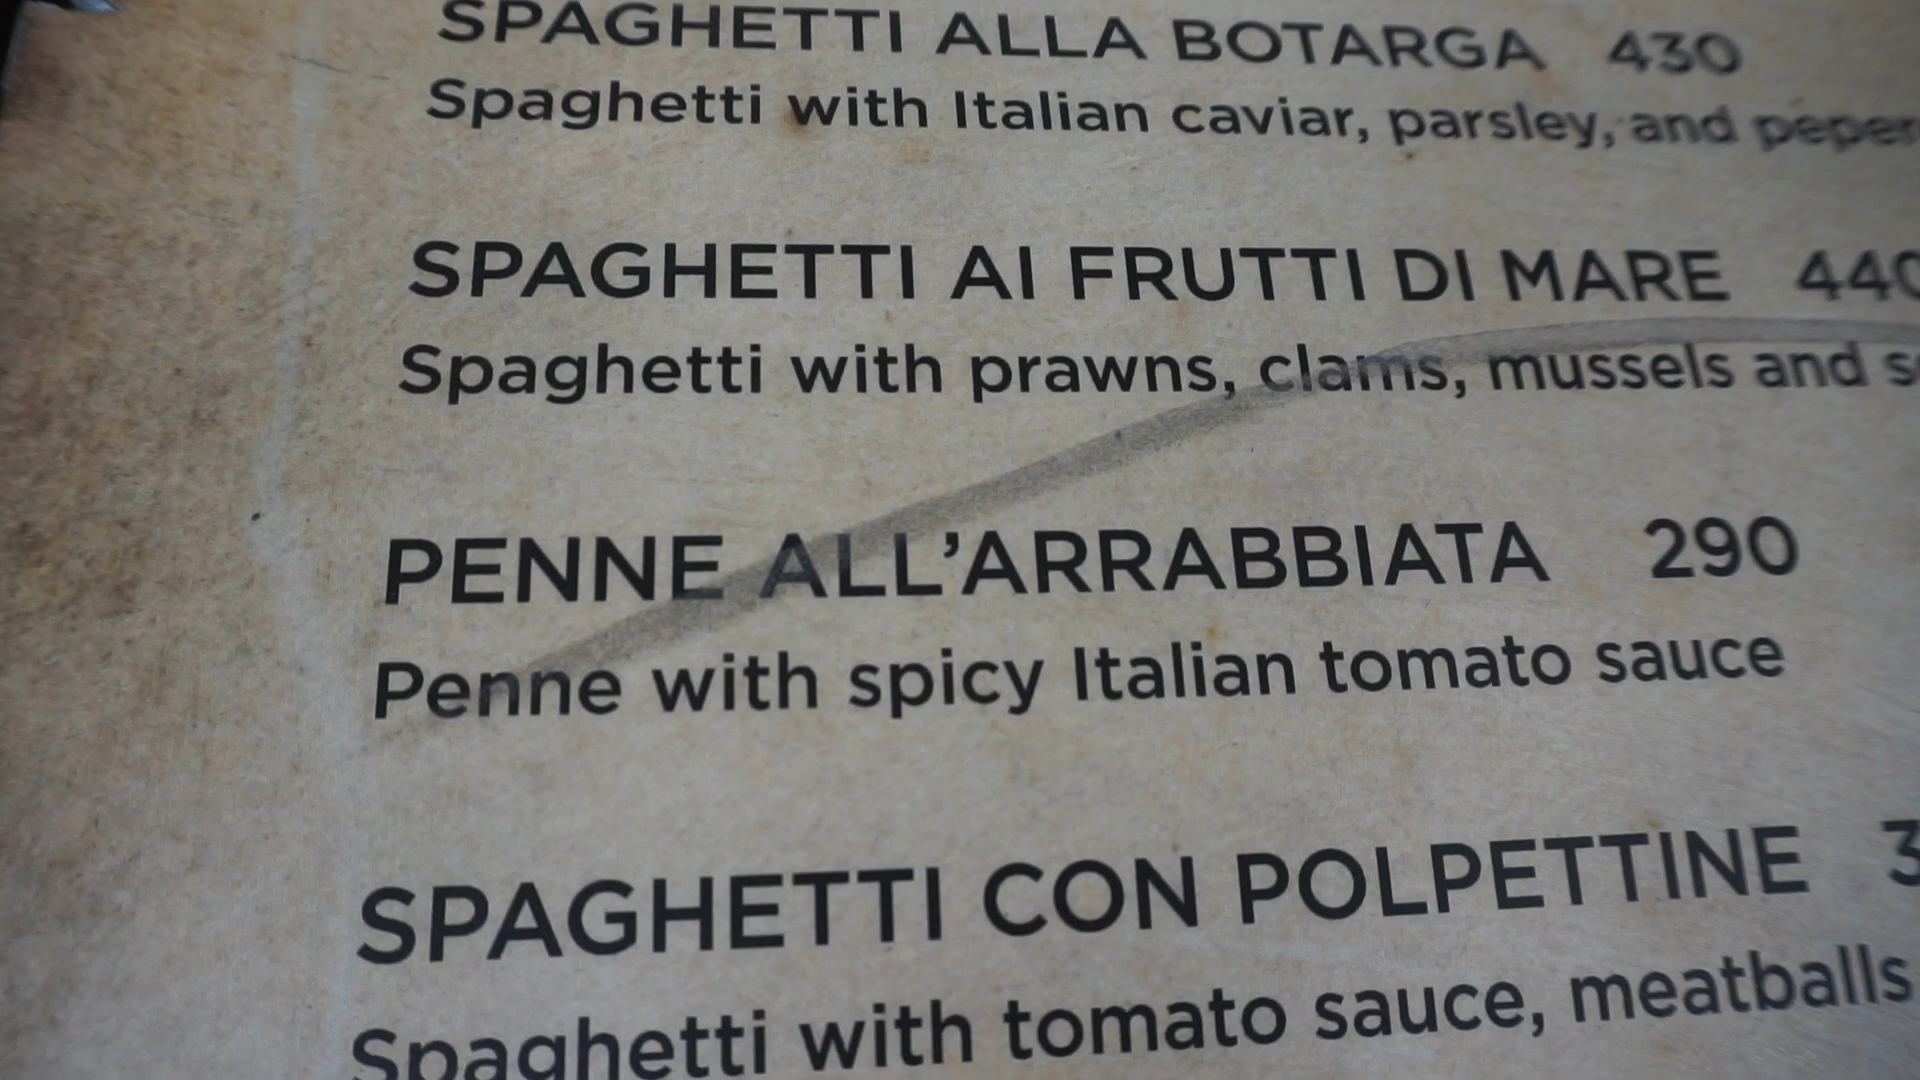 SPAGHETTI ALLA BOTARGA 430
Spaghetti with Italian caviar, parsley, and
SPAGHETTI AI FRUTTI DI MARE 440
Spaghetti with prawns, clams, mussels and
PENNE ALL'ARRABBIATA 290
Penne with spicy Italian tomato sauce
SPAGHETTI CON POLPETTINE
Spaghetti with tomato sauce, meatballs